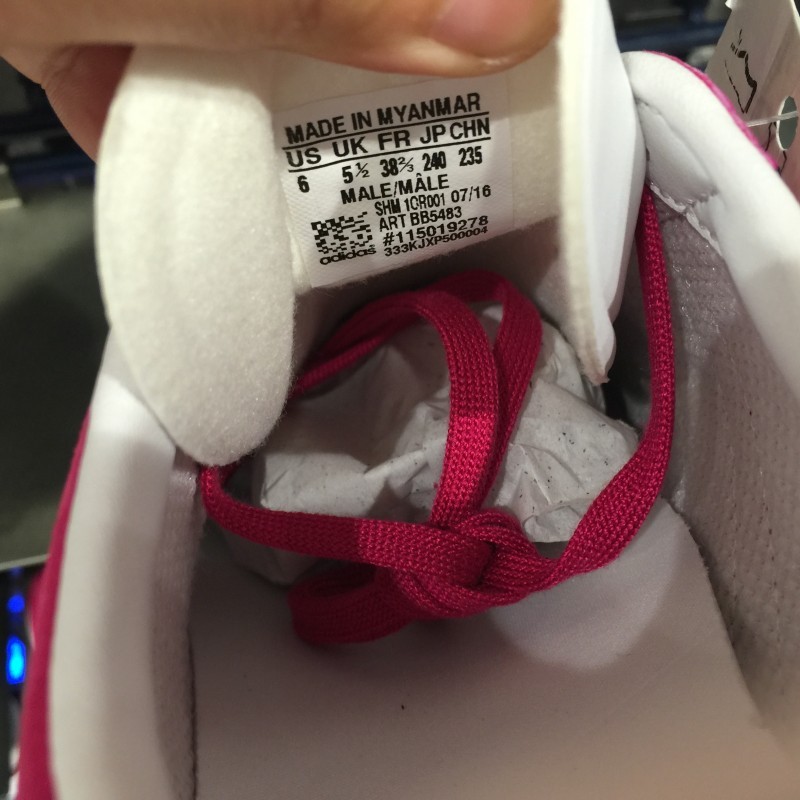 MADE IN MYANMAR
US UK FR JP CHN
6 5½ 38⅔ 240 235
MALE/MÂLE
SHM 1CR001 07/16
ART BB5483
#115019278
adidas 333KJXP500004